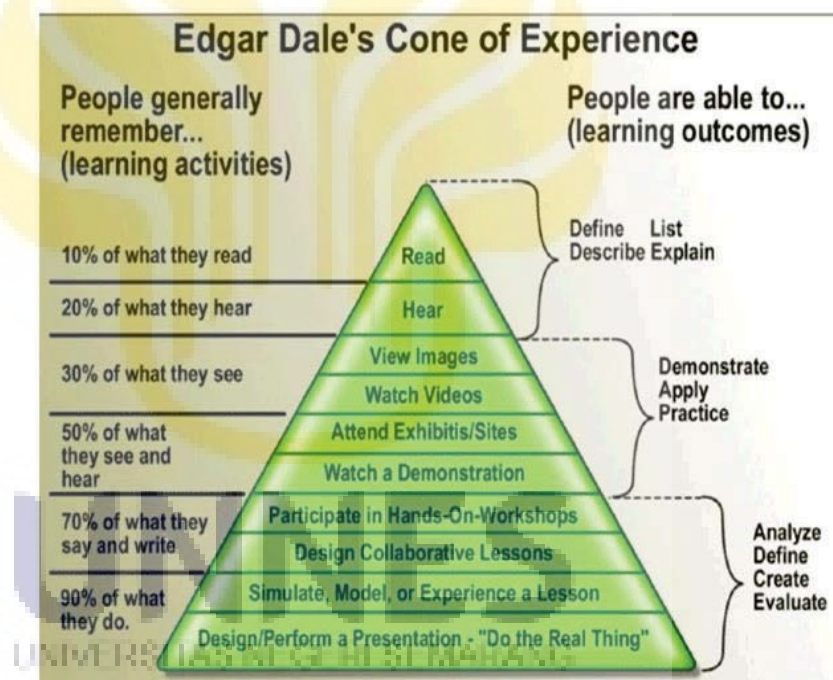 Edgar Dale's Cone of Experience
People generally
remember...
(learning activities)
People are able to...
(learning outcomes)
10% of what they read
20% of what they hear
30% of what they see
50% of what
they see and
hear
70% of what they
say and write
90% of what
they do.
Read
Hear
View Images
Watch Videos
Attend Exhibitis/Sites
Watch a Demonstration
Participate in Hands-On-Workshops
Design Collaborative Lessons
Simulate, Model, or Experience a Lesson
Design/Perform a Presentation - "Do the Real Thing"
Define List
Describe Explain
Demonstrate
Apply
Practice
Analyze
Define
Create
Evaluate
UNNES
UNIVERSITAS NEGERI SEMARANG